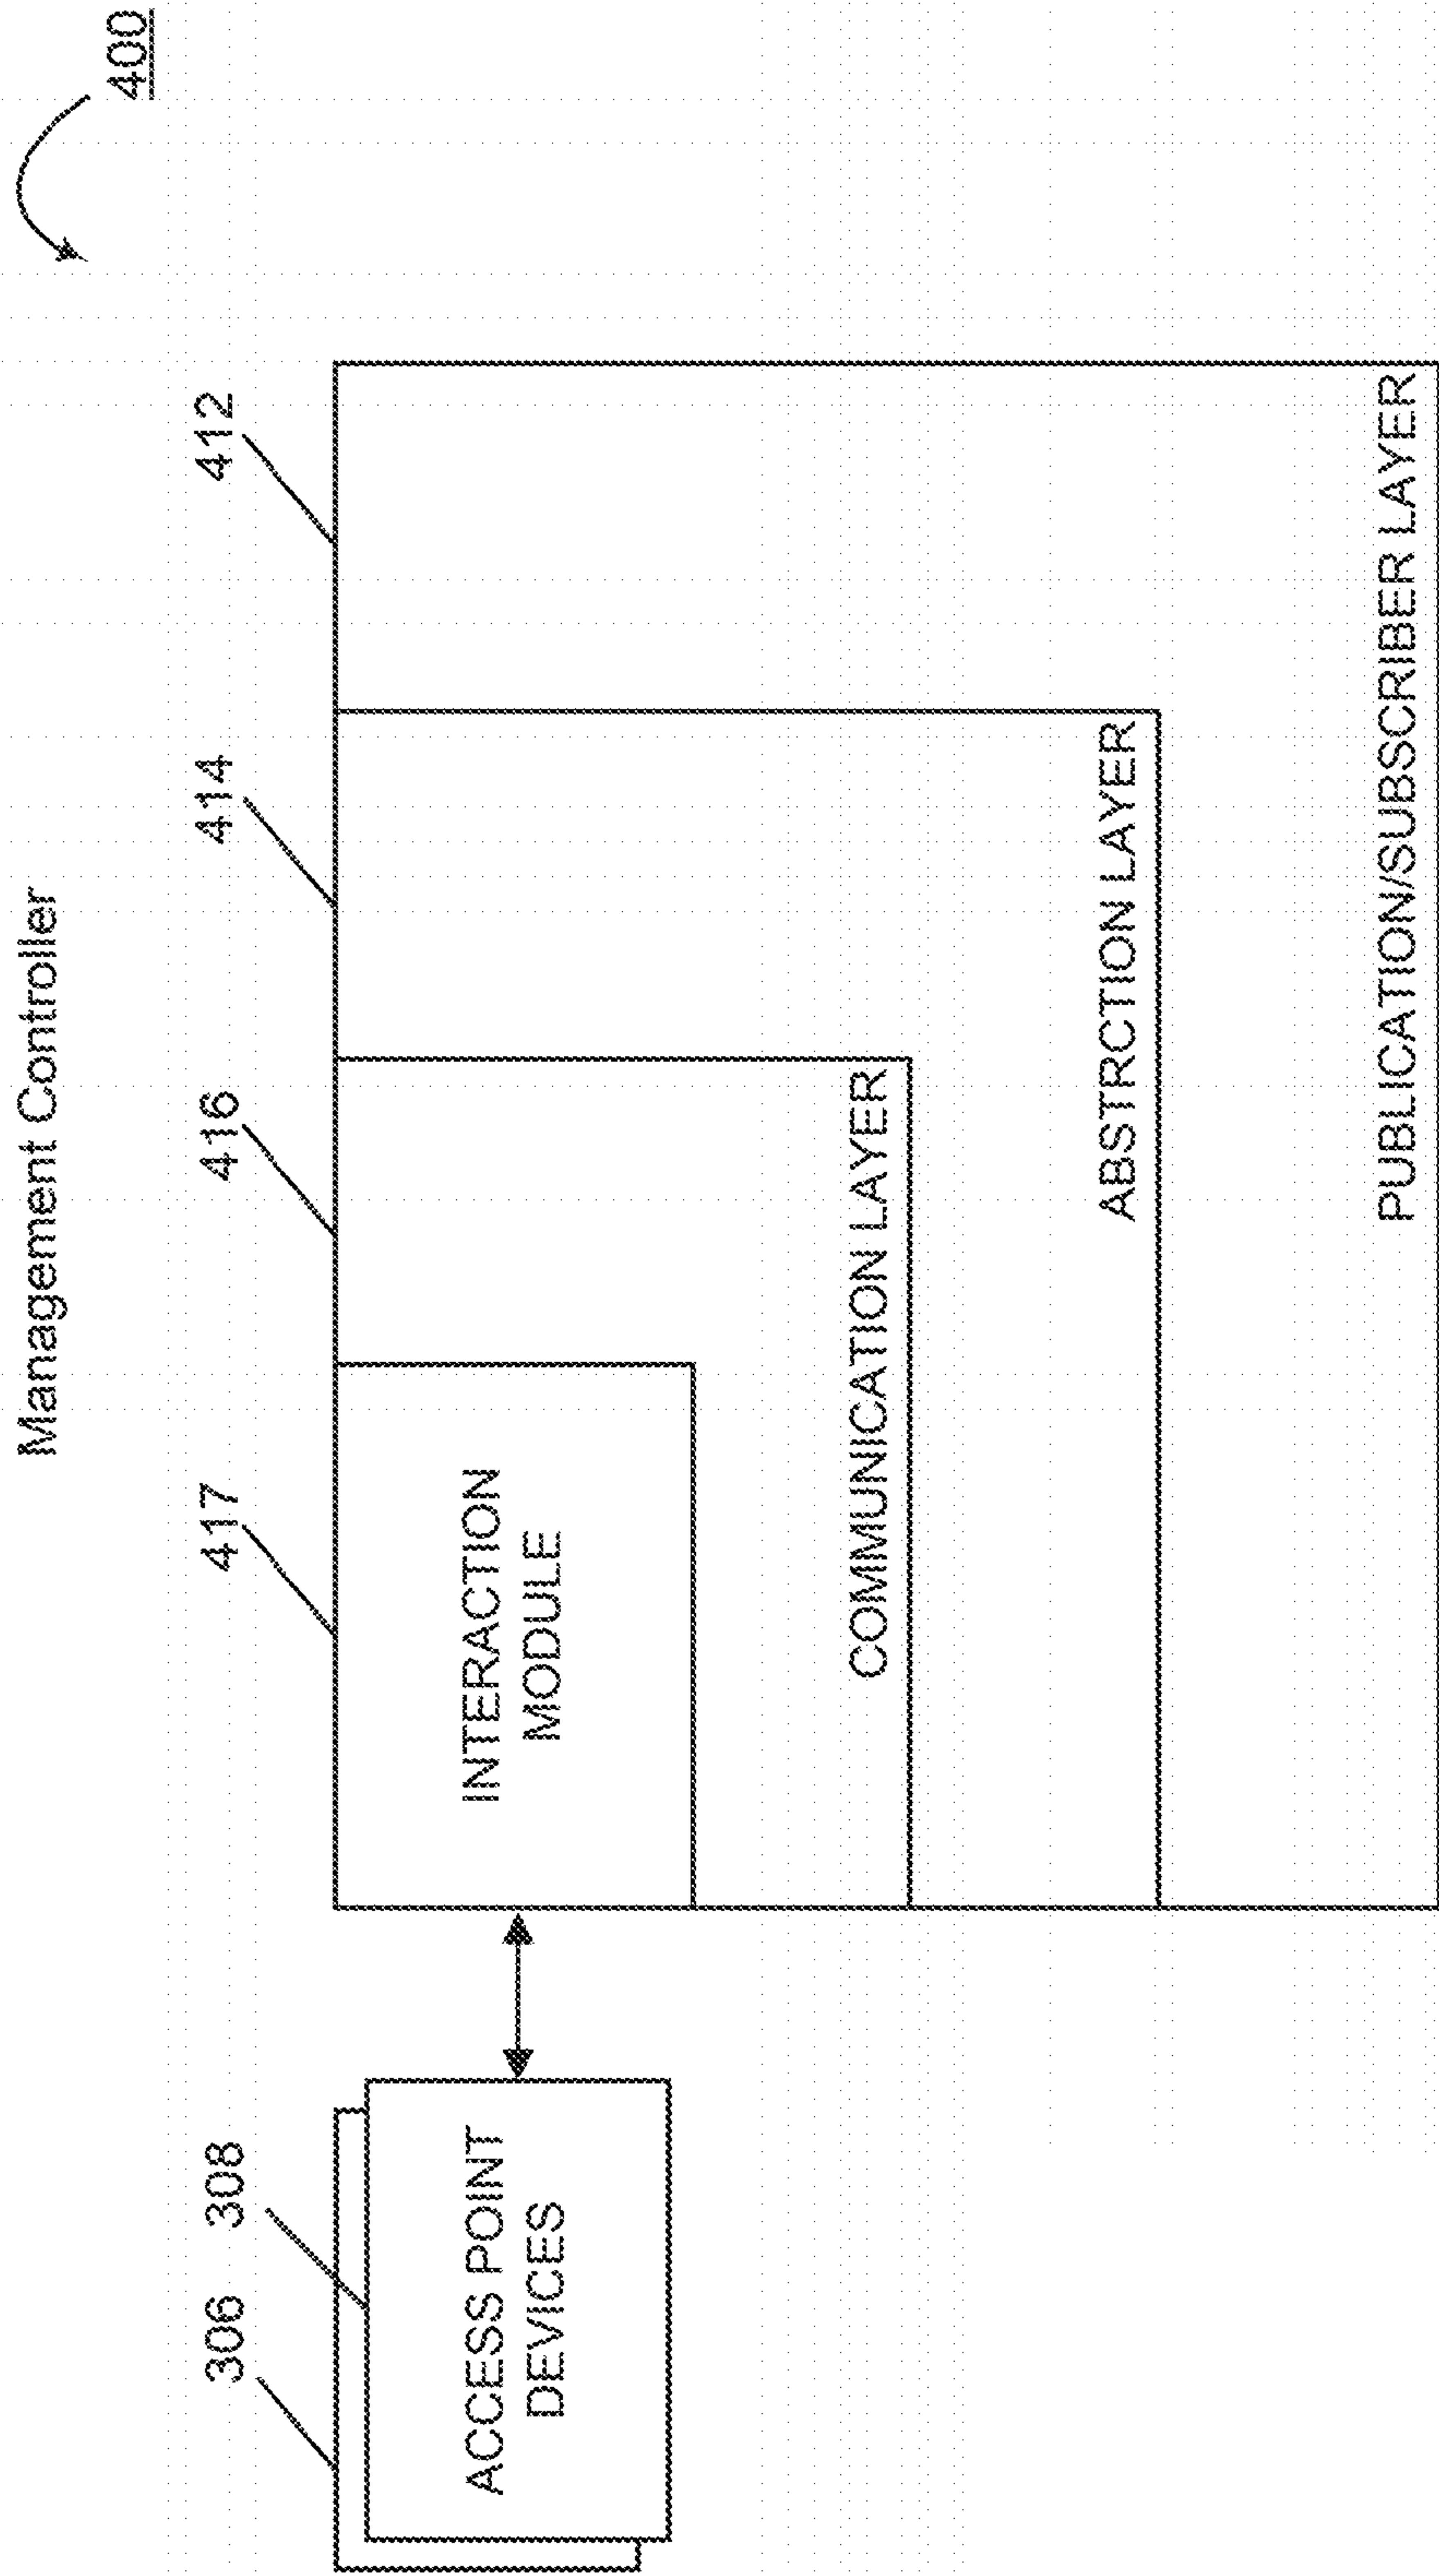 Management Controller
400
306
308
417
416
414
412
ACCESS POINT
DEVICES
INTERACTION
MODULE
COMMUNICATION LAYER
ABSTRCTION LAYER
PUBLICATION/SUBSCRIBER LAYER